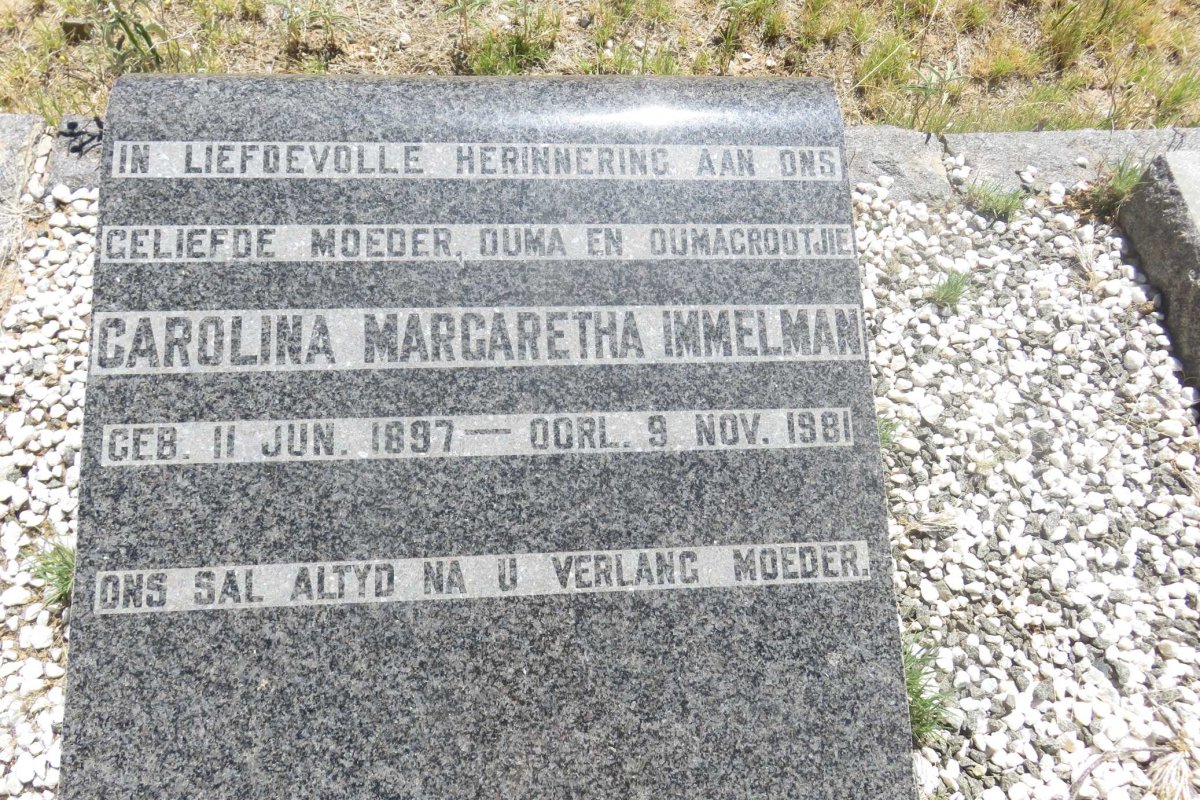 IN LIEFDEVOLLE HERINNERING AAN ONS
GELIEFDE MOEDER, OUMA EN OUMAGROOTJIE
CAROLINA MARGARETHA IMMELMAN
GEB. 11 JUN. 1897 — OORL. 9 NOV. 1981
ONS SAL ALTYD NA U VERLANG MOEDER.